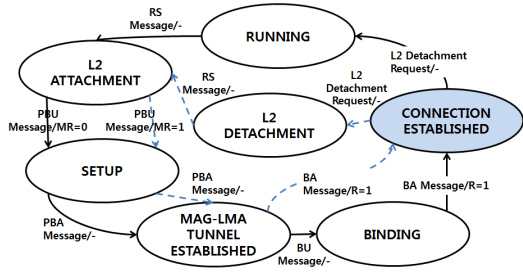 RS
Message/-
RUNNING
L2
ATTACHMENT
RS
Message/-
L2 Detachment
Request/-
L2
Detachment
Request/-
PBU
Message/MR=0
PBU
Message/MR=1
L2
DETACHMENT
CONNECTION
ESTABLISHED
SETUP
PBA
Message/-
BA
Message/R=1
BA Message/R=1
PBA
Message/-
MAG-LMA
TUNNEL
ESTABLISHED
BU
Message/-
BINDING